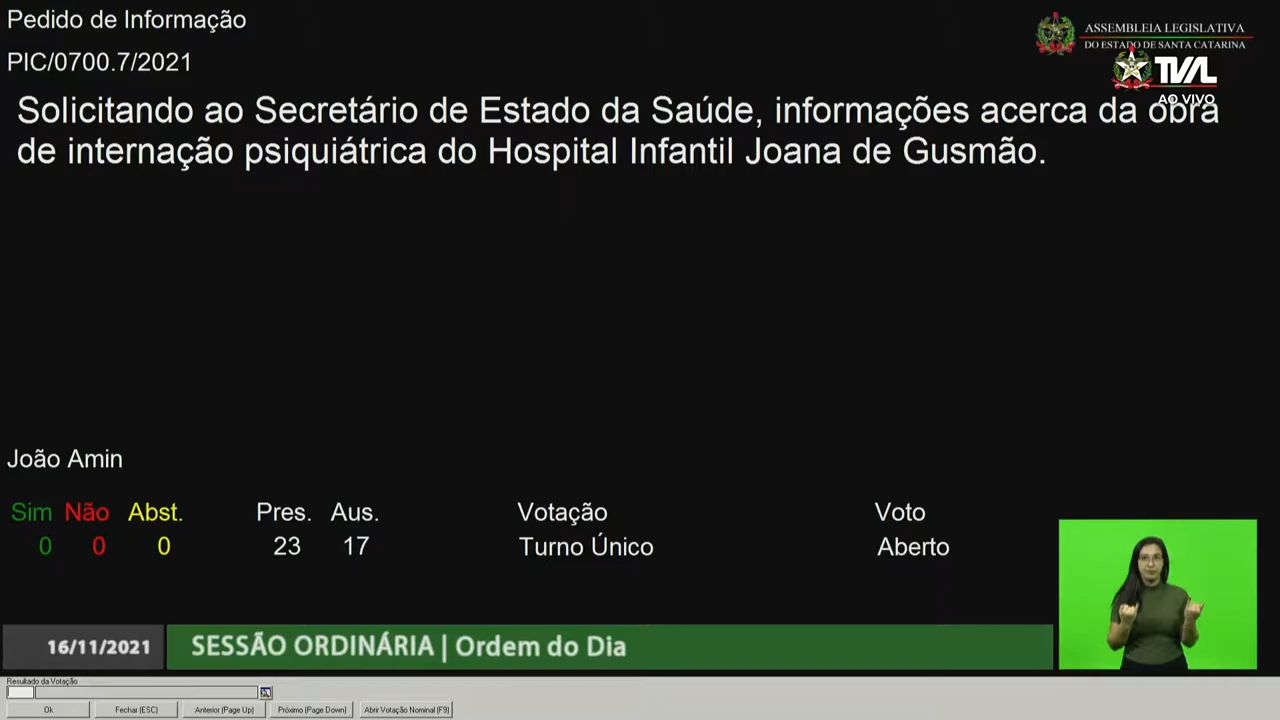 Pedido de Informação
PIC/0700.7/2021
ASSEMBLEIA LEGISLATIVA
DO ESTADO DE SANTA CATARINA
TVAL
AO VIVO
Solicitando ao Secretário de Estado da Saúde, informações acerca da obra
de internação psiquiátrica do Hospital Infantil Joana de Gusmão.
João Amin
Sim Não Abst. Pres. Aus. Votação Voto
0 0 0 23 17 Turno Único Aberto
16/11/2021 SESSÃO ORDINÁRIA | Ordem do Dia
Resultado da Votação
Ok Fechar (ESC) Anterior (Page Up) Próximo (Page Down) Abrir Votação Nominal (F9)